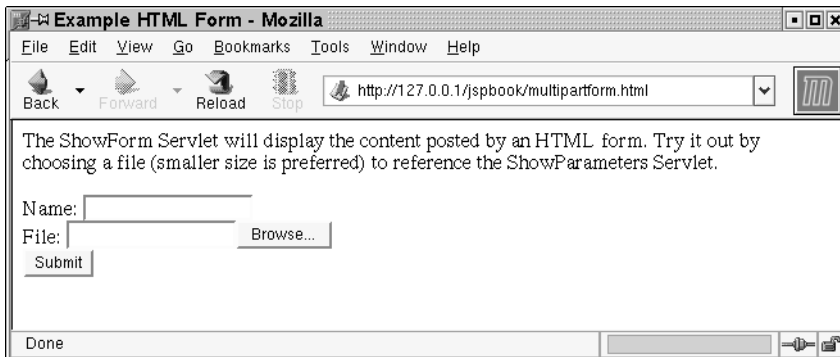 Example HTML Form - Mozilla
File Edit View Go Bookmarks Tools Window Help
Back Forward Reload Stop http://127.0.0.1/jspbook/multipartform.html
The ShowForm Servlet will display the content posted by an HTML form. Try it out by
choosing a file (smaller size is preferred) to reference the ShowParameters Servlet.
Name:
File: Browse...
Submit
Done